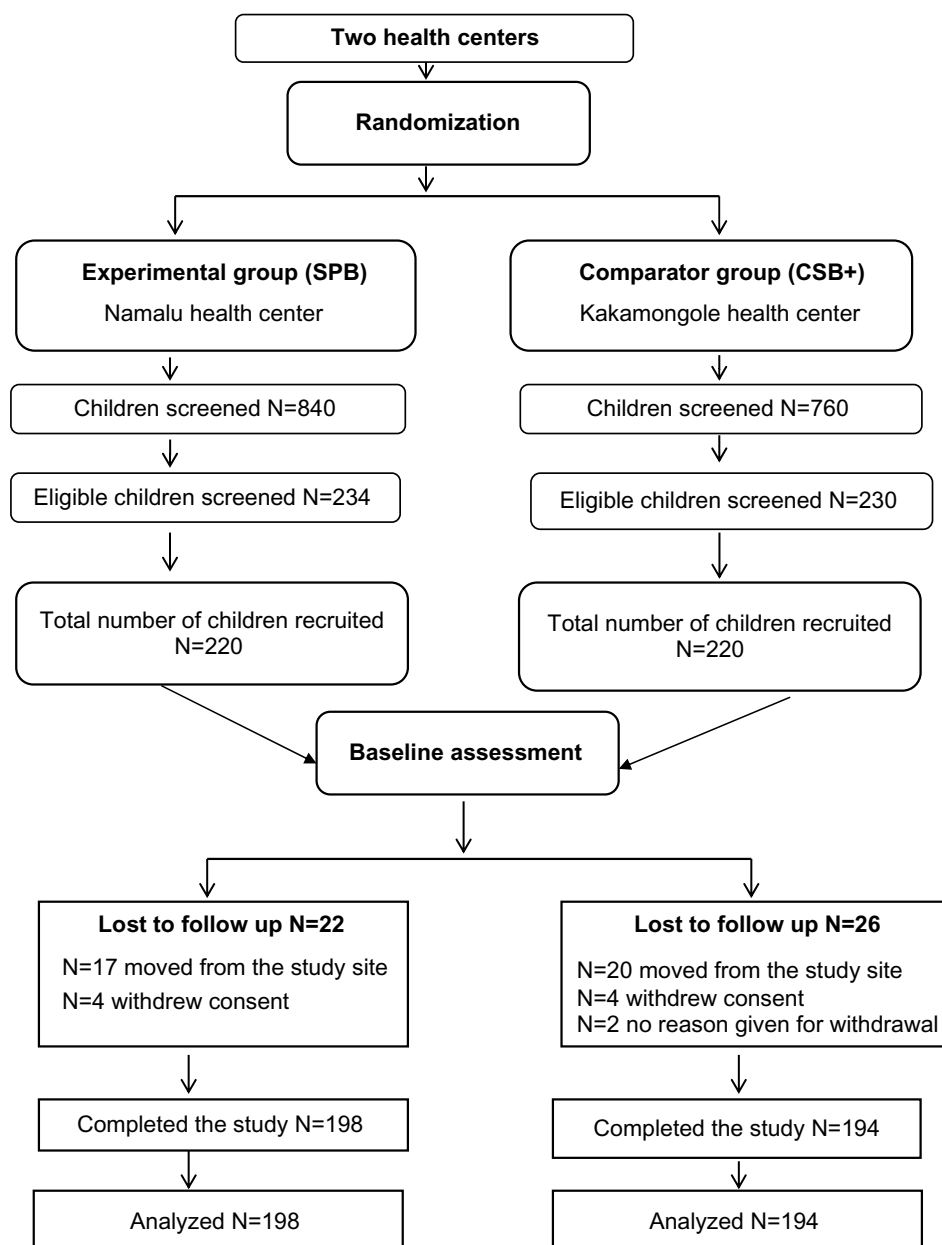 Two health centers
Randomization
Experimental group (SPB)
Namalu health center
Comparator group (CSB+)
Kakamongole health center
Children screened N=840
Children screened N=760
Eligible children screened N=234
Eligible children screened N=230
Total number of children recruited
N=220
Total number of children recruited
N=220
Baseline assessment
Lost to follow up N=22
N=17 moved from the study site
N=4 withdrew consent
Lost to follow up N=26
N=20 moved from the study site
N=4 withdrew consent
N=2 no reason given for withdrawal
Completed the study N=198
Completed the study N=194
Analyzed N=198
Analyzed N=194